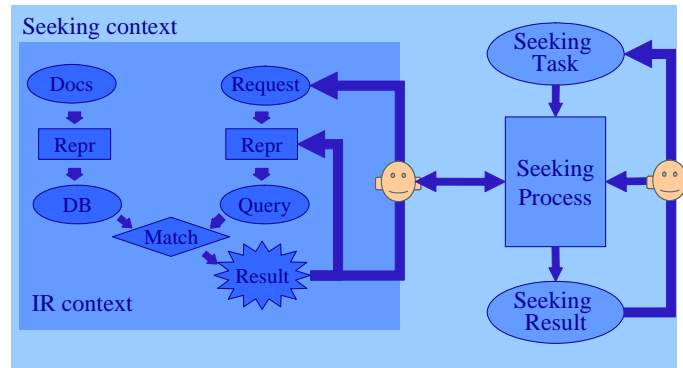 Seeking context
Docs
Request
Seeking
Task
Repr
Repr
Seeking
Process
DB
Query
Match
Result
IR context
Seeking
Result